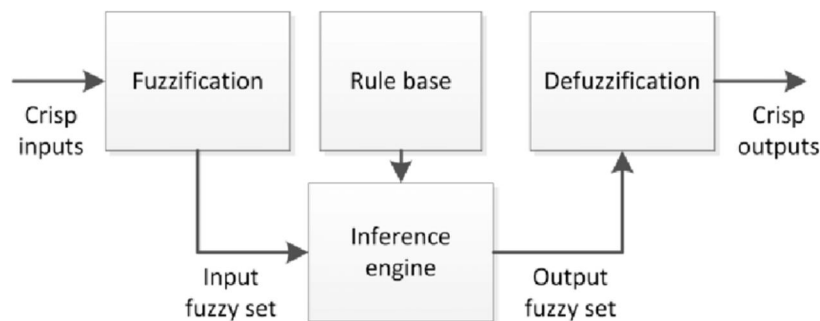 Fuzzification
Rule base
Defuzzification
Crisp
inputs
Crisp
outputs
Inference
engine
Input
fuzzy set
Output
fuzzy set